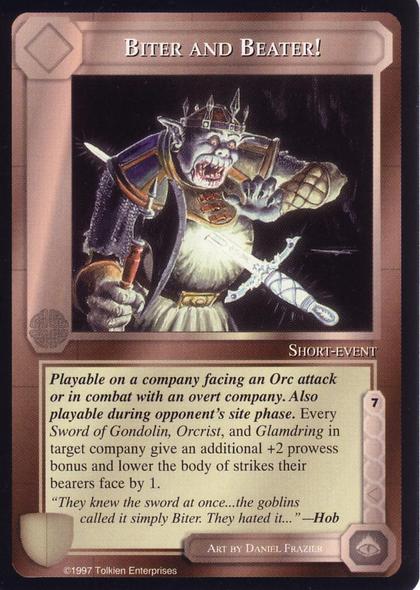 BITER AND BEATER!
SHORT-EVENT
Playable on a company facing an Orc attack
or in combat with an overt company. Also
playable during opponent's site phase. Every
Sword of Gondolin, Orcrist, and Glamdring in
target company give an additional +2 prowess
bonus and lower the body of strikes their
bearers face by 1.
7
"They knew the sword at once...the goblins
called it simply Biter. They hated it..." —Hob
ART BY DANIEL FRAZIER
©1997 Tolkien Enterprises